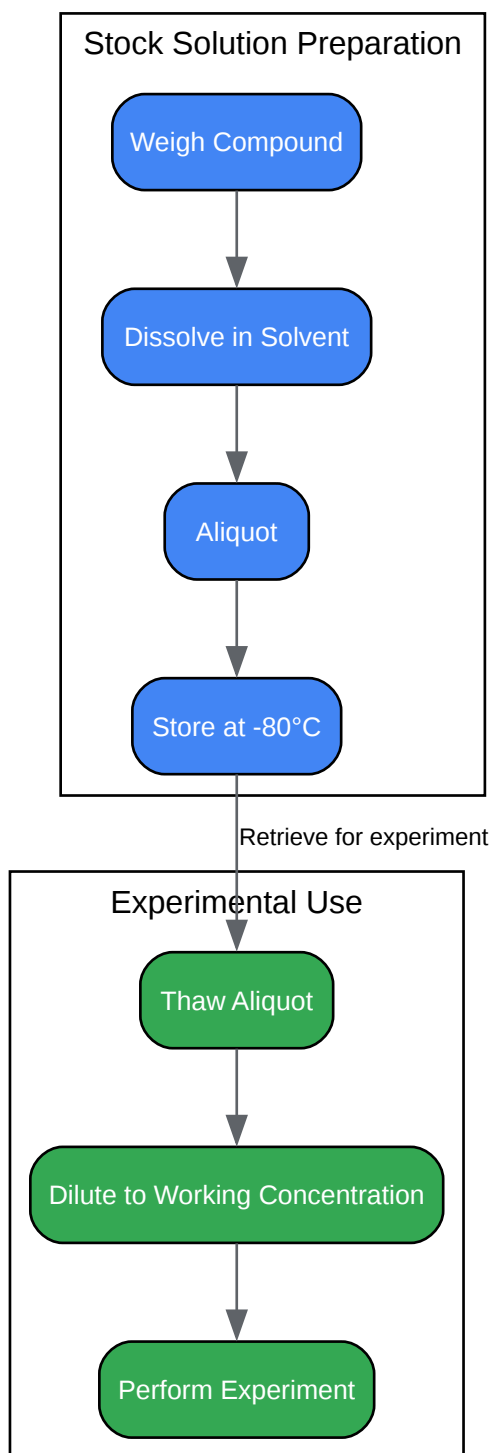 Stock Solution Preparation
Weigh Compound
Dissolve in Solvent
Aliquot
Store at -80°C
Retrieve for experiment
Experimental Use
Thaw Aliquot
Dilute to Working Concentration
Perform Experiment